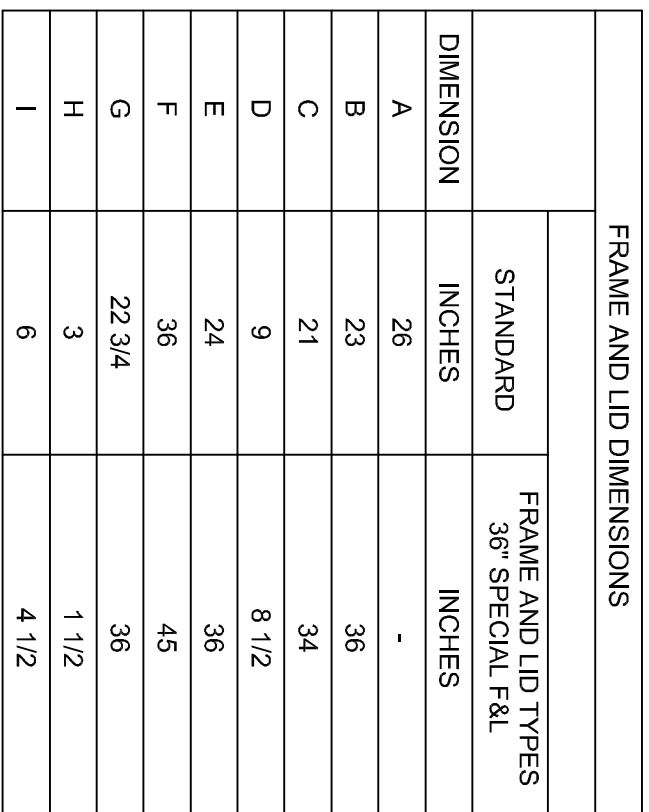 FRAME AND LID DIMENSIONS
FRAME AND LID TYPES
STANDARD 36" SPECIAL F&L
DIMENSION INCHES INCHES
A 26 -
B 23 36
C 21 34
D 9 8 1/2
E 24 36
F 36 45
G 22 3/4 36
H 3 1 1/2
I 6 4 1/2